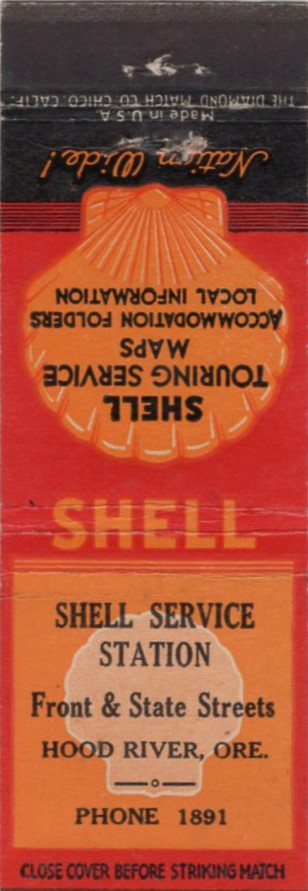 THE DIAMOND MATCH CO. CHICO. CALIF.
Made in U.S.A.
Nation Wide!
SHELL
TOURING SERVICE
MAPS
ACCOMMODATION FOLDERS
LOCAL INFORMATION
SHELL
SHELL SERVICE
STATION
Front & State Streets
HOOD RIVER, ORE.
PHONE 1891
CLOSE COVER BEFORE STRIKING MATCH